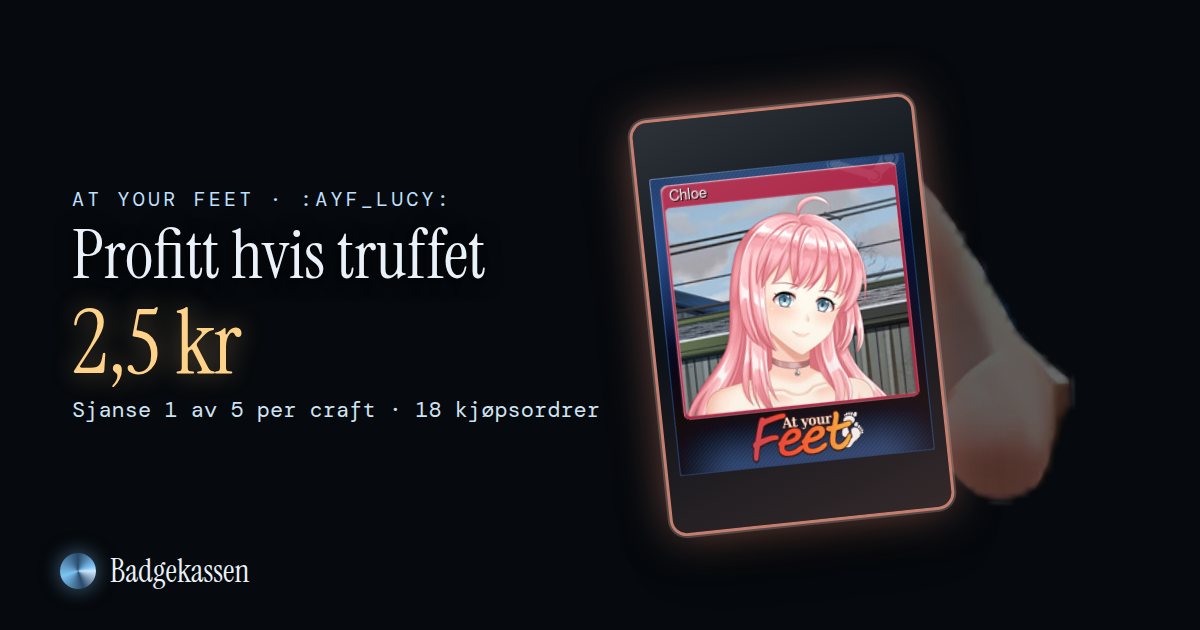 AT YOUR FEET · :AYF_LUCY:
Profitt hvis truffet
2,5 kr
Sjanse 1 av 5 per craft · 18 kjøpsordrer
Chloe
At your
Feet
Badgekassen